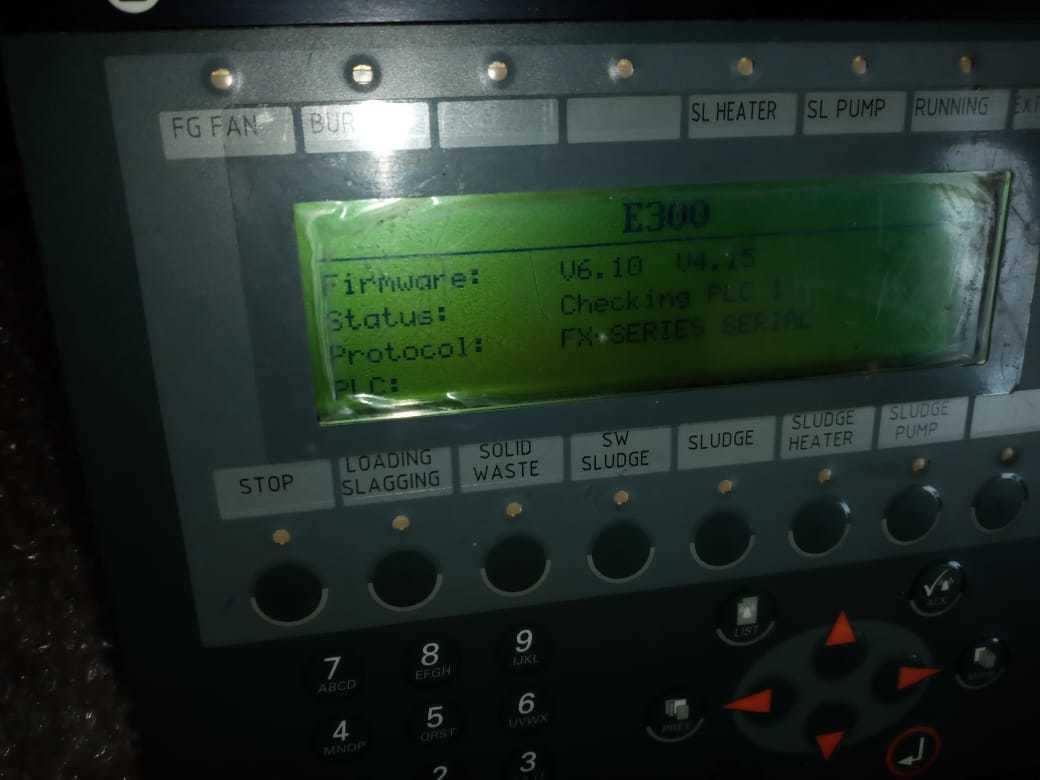 FG FAN
BUR
SL HEATER
SL PUMP
RUNNING
E300
Firmware: V6.10 V4.15
Status: Checking PLC !
Protocol: FX-SERIES SERIAL
PLC:
STOP
LOADING
SLAGGING
SOLID
WASTE
SW
SLUDGE
SLUDGE
SLUDGE
HEATER
SLUDGE
PUMP
LIST
ACK
PREV
7
ABCD
8
EFGH
9
IJKL
4
MNOP
5
QRST
6
UVWX
2
3